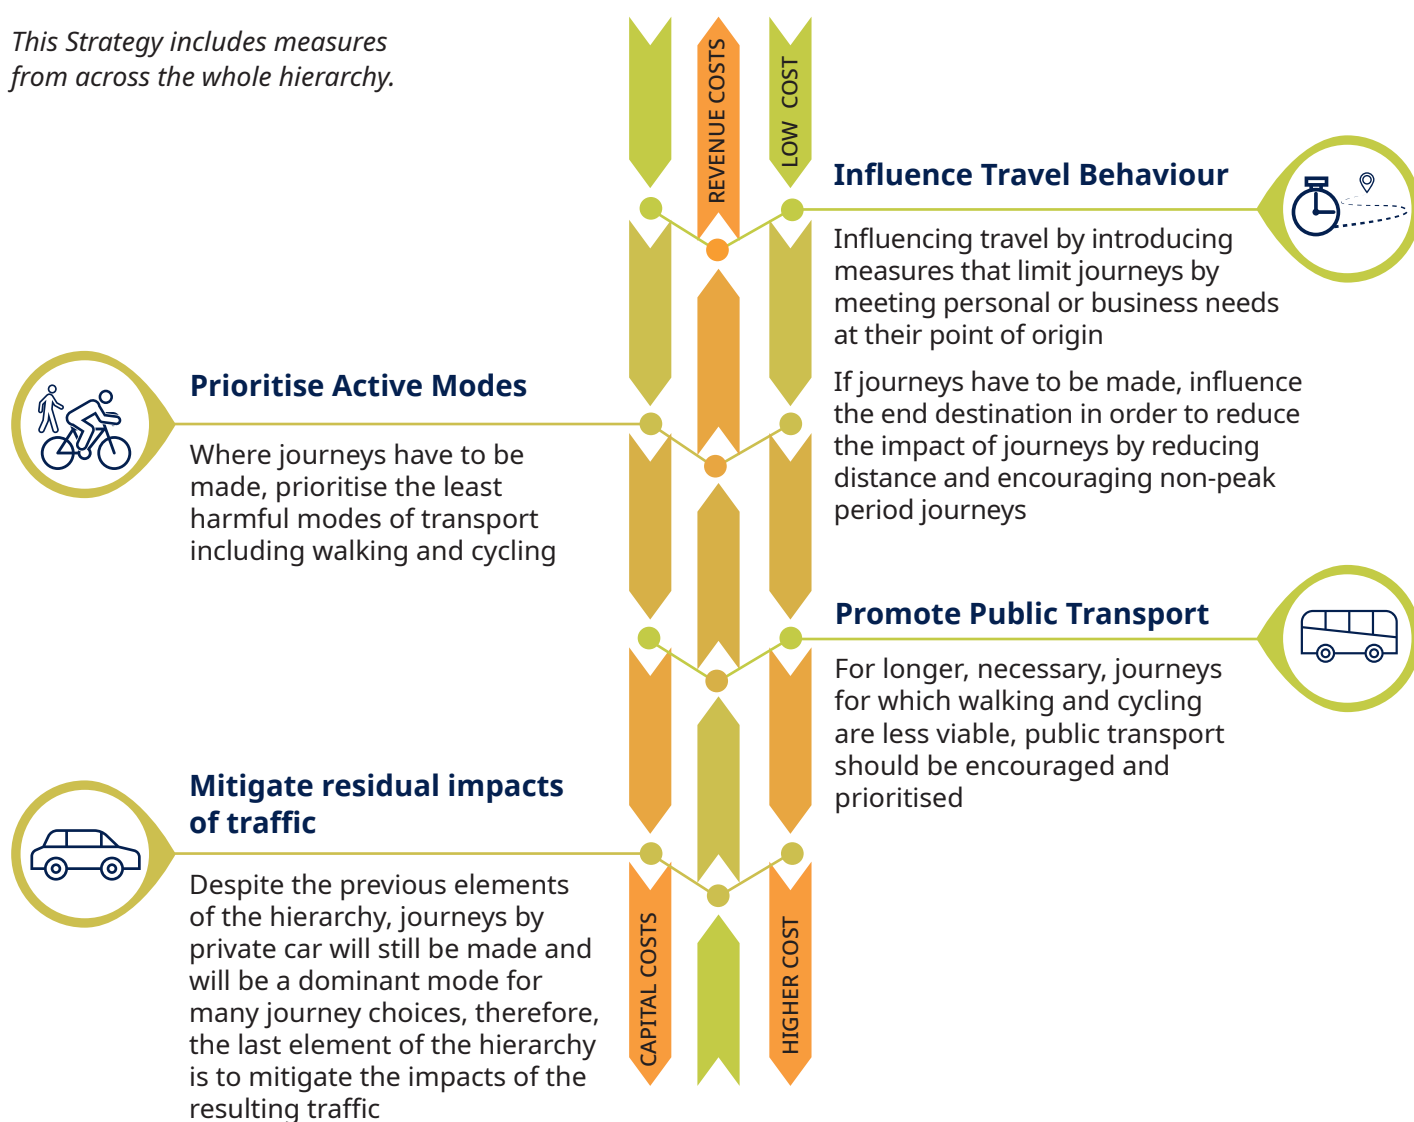 This Strategy includes measures
from across the whole hierarchy.
REVENUE COSTS
LOW COST
Influence Travel Behaviour
Influencing travel by introducing
measures that limit journeys by
meeting personal or business needs
at their point of origin
If journeys have to be made, influence
the end destination in order to reduce
the impact of journeys by reducing
distance and encouraging non-peak
period journeys
Prioritise Active Modes
Where journeys have to be
made, prioritise the least
harmful modes of transport
including walking and cycling
Promote Public Transport
For longer, necessary, journeys
for which walking and cycling
are less viable, public transport
should be encouraged and
prioritised
Mitigate residual impacts
of traffic
Despite the previous elements
of the hierarchy, journeys by
private car will still be made and
will be a dominant mode for
many journey choices, therefore,
the last element of the hierarchy
is to mitigate the impacts of the
resulting traffic
CAPITAL COSTS
HIGHER COST